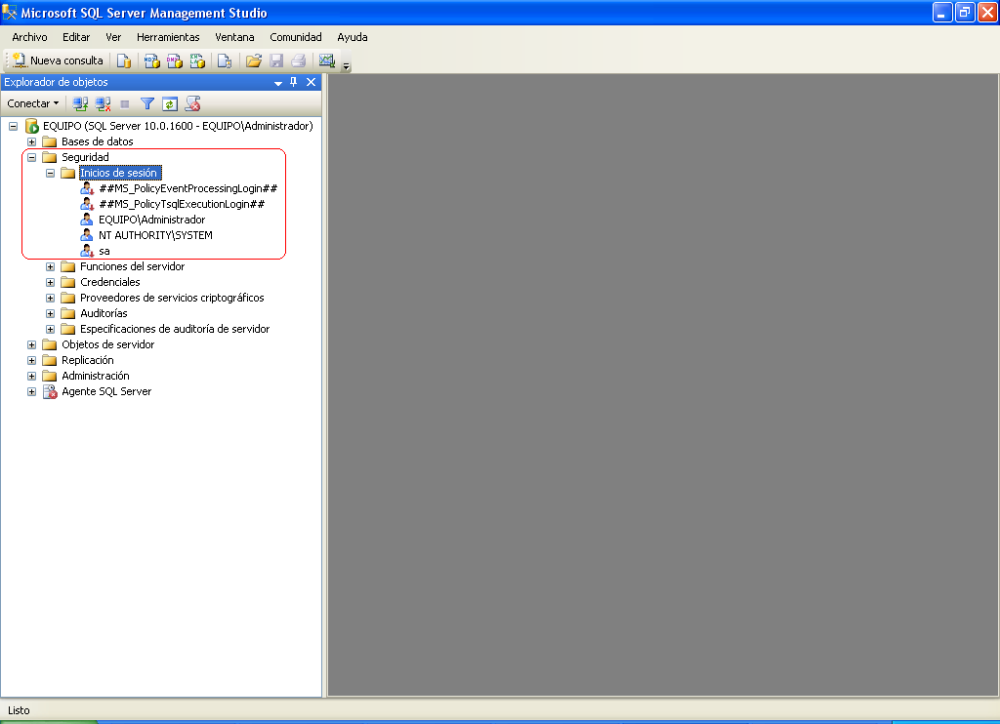 Microsoft SQL Server Management Studio
Archivo Editar Ver Herramientas Ventana Comunidad Ayuda
Nueva consulta
Explorador de objetos
Conectar
EQUIPO (SQL Server 10.0.1600 - EQUIPO\Administrador)
Bases de datos
Seguridad
Inicios de sesión
##MS_PolicyEventProcessingLogin##
##MS_PolicyTsqlExecutionLogin##
EQUIPO\Administrador
NT AUTHORITY\SYSTEM
sa
Funciones del servidor
Credenciales
Proveedores de servicios criptográficos
Auditorías
Especificaciones de auditoría de servidor
Objetos de servidor
Replicación
Administración
Agente SQL Server
Listo